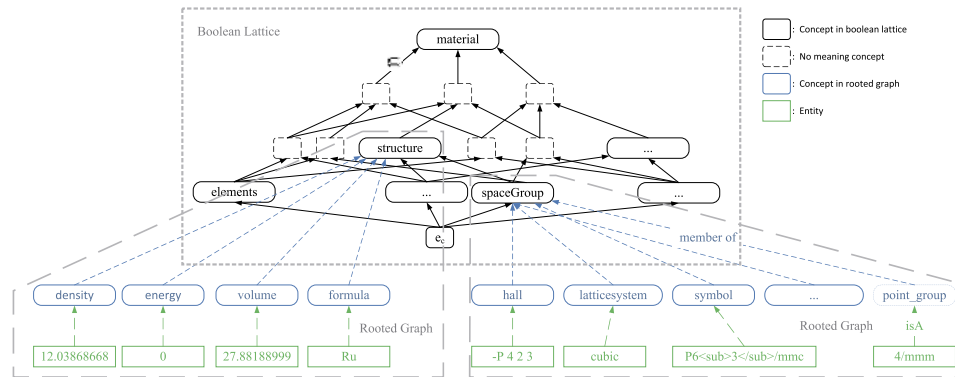 Boolean Lattice
material
: Concept in boolean lattice
: No meaning concept
: Concept in rooted graph
: Entity
structure
...
elements
...
spaceGroup
...
e_c
member of
density
energy
volume
formula
hall
latticesystem
symbol
...
point_group
Rooted Graph
Rooted Graph
isA
12.03868668
0
27.88188999
Ru
-P 4 2 3
cubic
P6<sub>3</sub>/mmc
4/mmm